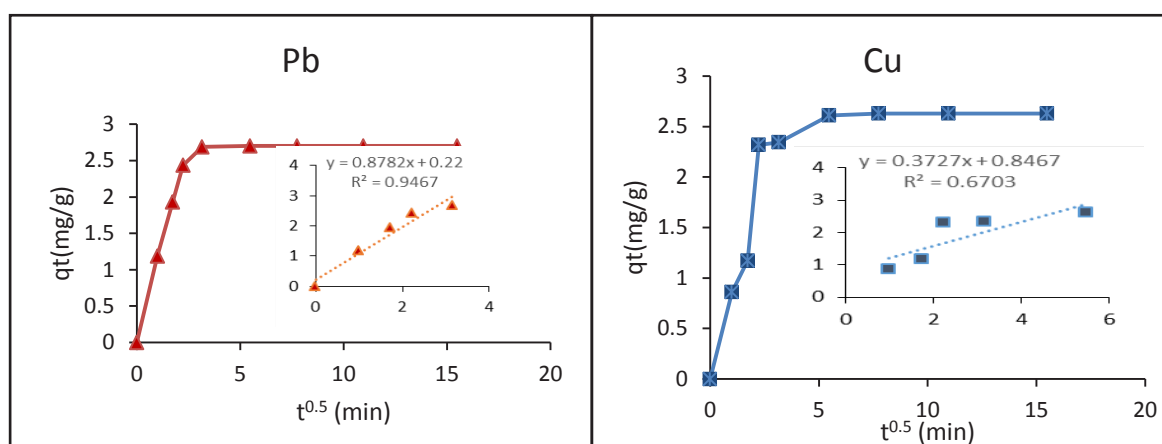 Pb
3
2.5
2
1.5
1
0.5
0
qt(mg/g)
0 5 10 15 20
t^0.5 (min)
y = 0.8782x + 0.22
R² = 0.9467
4
3
2
1
0
0 2 4
Cu
3
2.5
2
1.5
1
0.5
0
qt(mg/g)
0 5 10 15 20
t^0.5 (min)
y = 0.3727x + 0.8467
R² = 0.6703
4
3
2
1
0
0 2 4 6